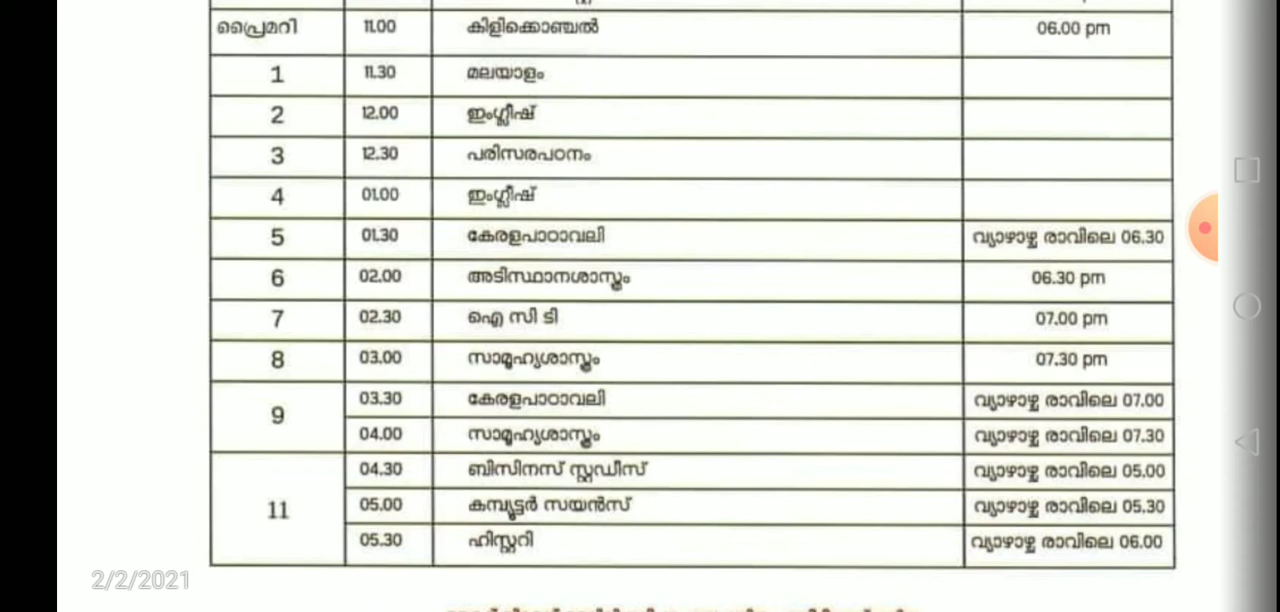 പ്രൈമറി 11.00 കിളിക്കൊഞ്ചൽ 06.00 pm
1 11.30 മലയാളം
2 12.00 ഇംഗ്ലീഷ്
3 12.30 പരിസരപഠനം
4 01.00 ഇംഗ്ലീഷ്
5 01.30 കേരളപാഠാവലി വ്യാഴാഴ്ച രാവിലെ 06.30
6 02.00 അടിസ്ഥാനശാസ്ത്രം 06.30 pm
7 02.30 ഐ സി ടി 07.00 pm
8 03.00 സാമൂഹ്യശാസ്ത്രം 07.30 pm
9 03.30 കേരളപാഠാവലി വ്യാഴാഴ്ച രാവിലെ 07.00
04.00 സാമൂഹ്യശാസ്ത്രം വ്യാഴാഴ്ച രാവിലെ 07.30
11 04.30 ബിസിനസ് സ്റ്റഡീസ് വ്യാഴാഴ്ച രാവിലെ 05.00
05.00 കമ്പ്യൂട്ടർ സയൻസ് വ്യാഴാഴ്ച രാവിലെ 05.30
05.30 ഹിസ്റ്ററി വ്യാഴാഴ്ച രാവിലെ 06.00
2/2/2021